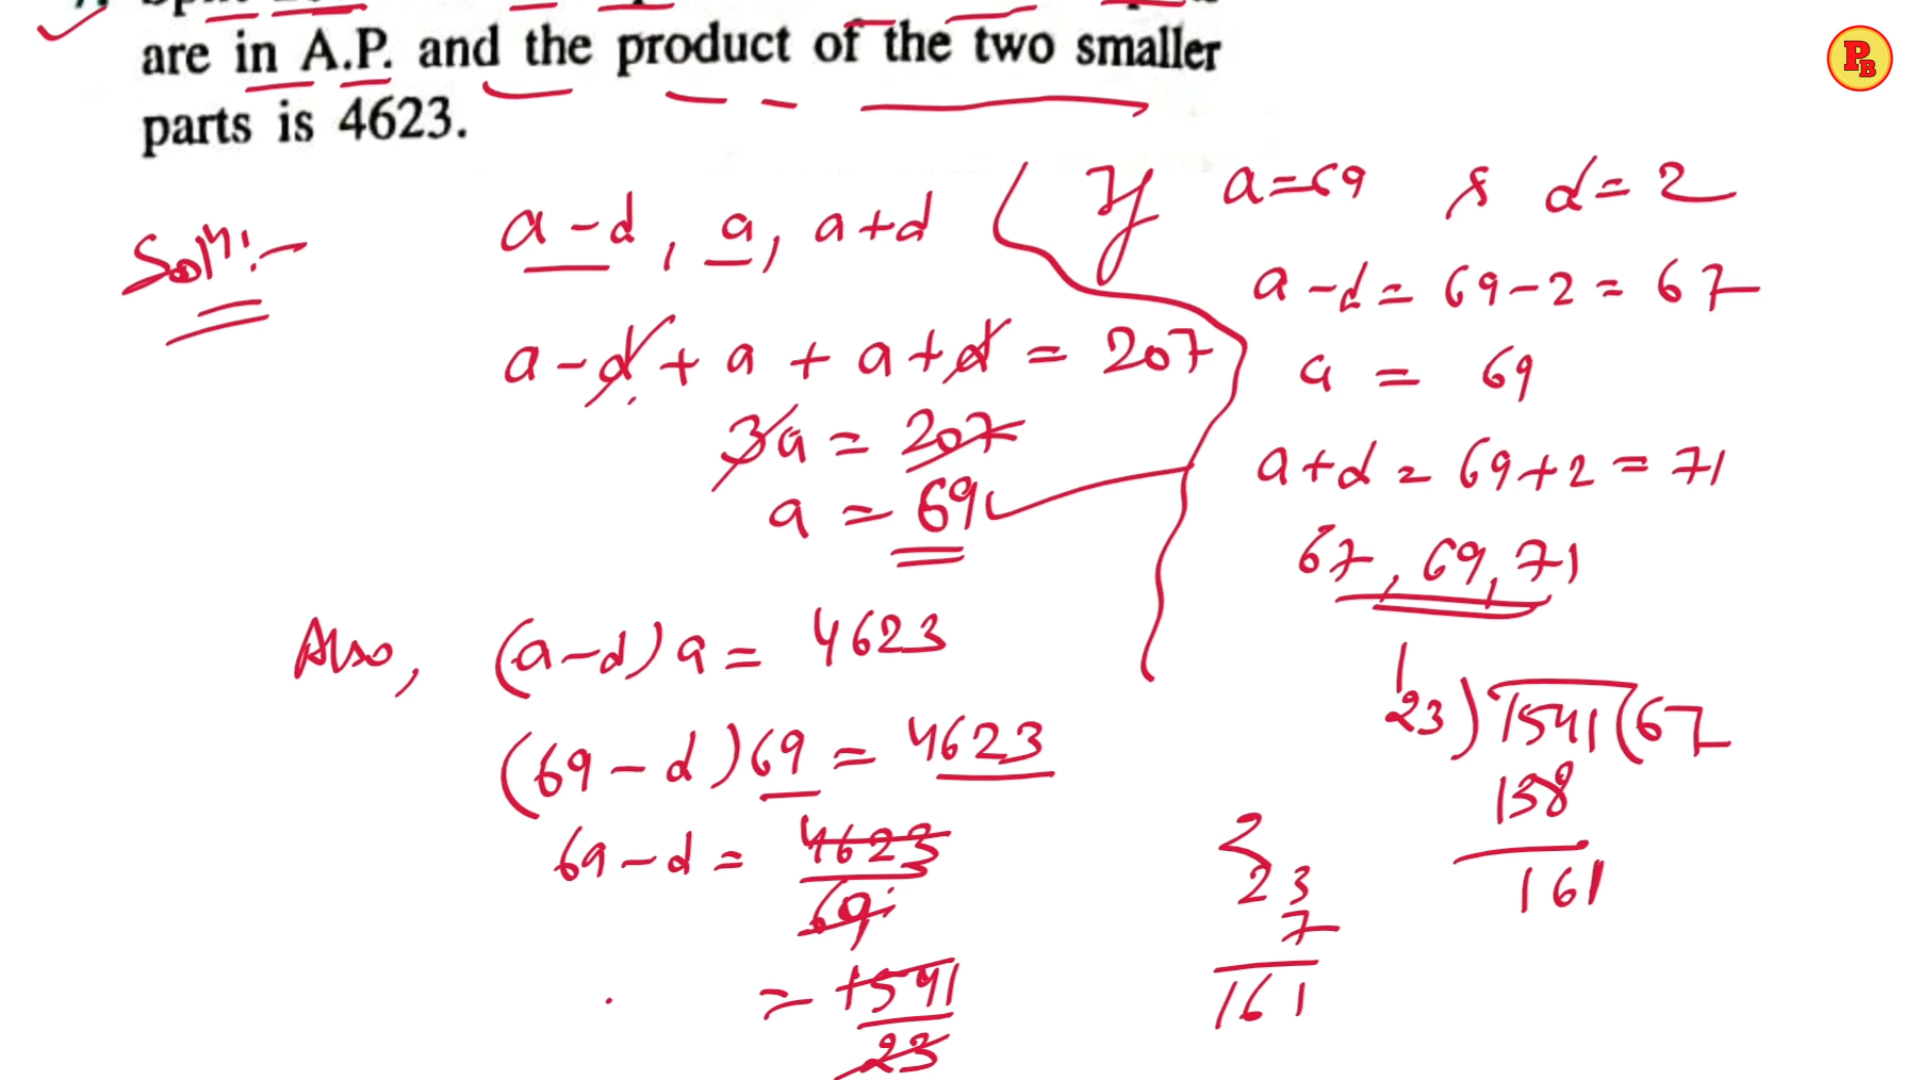 are in A.P. and the product of the two smaller
parts is 4623.
Soln:-
a-d, a, a+d
a-d + a + a+d = 207
3a = 207
a = 69
Also, (a-d) a = 4623
(69-d) 69 = 4623
69-d = 4623
69
= 1541
23
If a=69 & d=2
a-d = 69-2 = 67
a = 69
a+d = 69+2 = 71
67, 69, 71
1
23) 1541 (67
138
161
2
23
7
161
PB